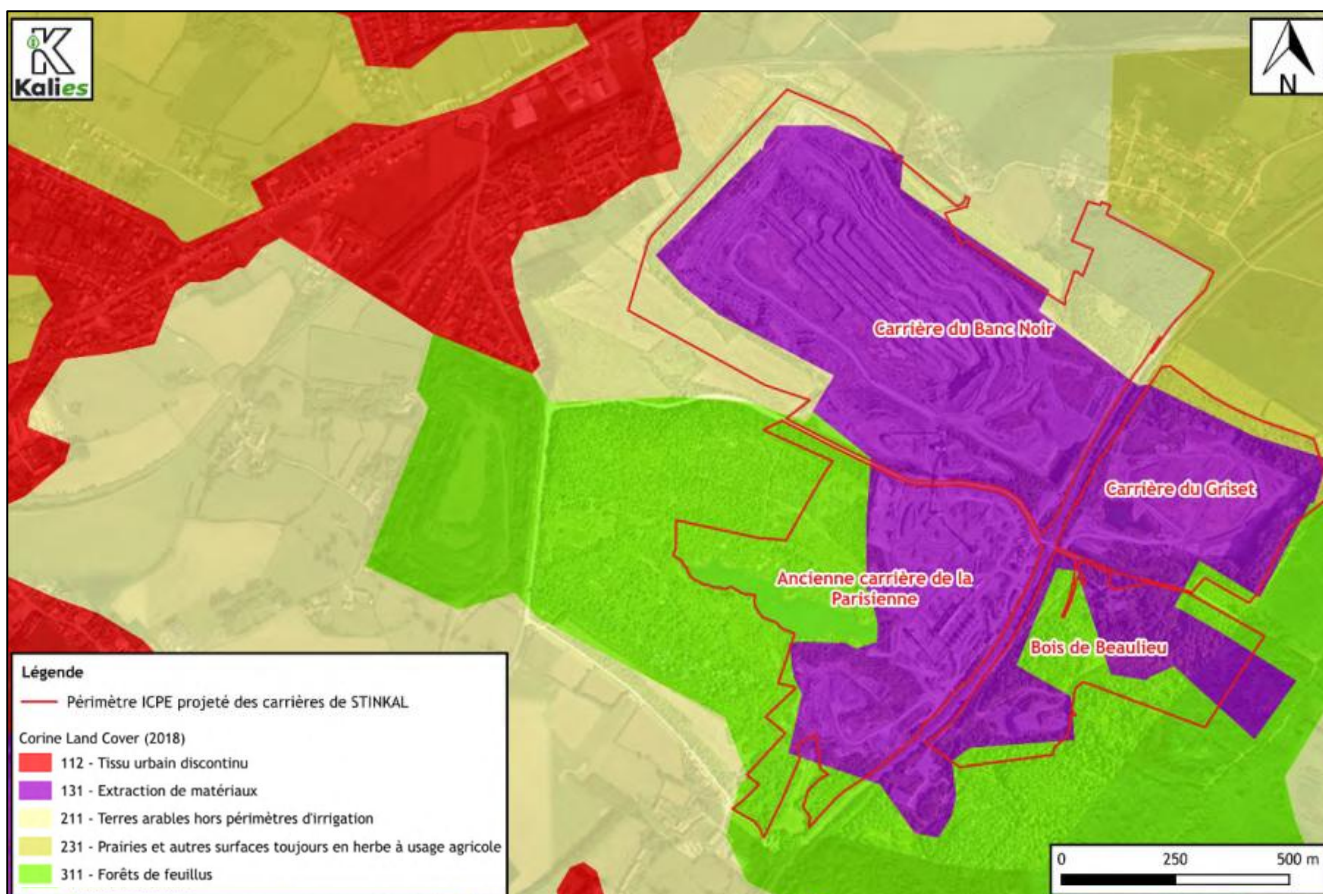 Kalies
N
Carrière du Banc Noir
Carrière du Griset
Ancienne carrière de la
Parisienne
Bois de Beaulieu
Légende
Périmètre ICPE projeté des carrières de STINKAL
Corine Land Cover (2018)
112 - Tissu urbain discontinu
131 - Extraction de matériaux
211 - Terres arables hors périmètres d'irrigation
231 - Prairies et autres surfaces toujours en herbe à usage agricole
311 - Forêts de feuillus
0 250 500 m